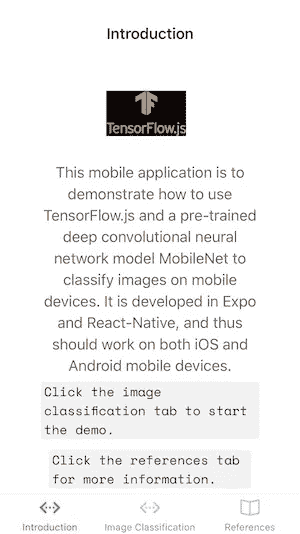 Introduction
TensorFlow.js
This mobile application is to
demonstrate how to use
TensorFlow.js and a pre-trained
deep convolutional neural
network model MobileNet to
classify images on mobile
devices. It is developed in Expo
and React-Native, and thus
should work on both iOS and
Android mobile devices.
Click the image
classification tab to start
the demo.
Click the references tab
for more information.
Introduction Image Classification References